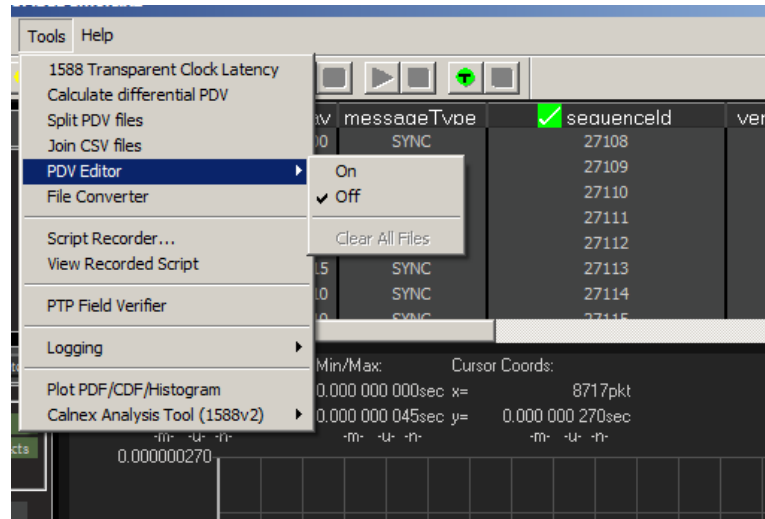 Tools Help
1588 Transparent Clock Latency
Calculate differential PDV
Split PDV files
Join CSV files
PDV Editor
File Converter
Script Recorder...
View Recorded Script
PTP Field Verifier
Logging
Plot PDF/CDF/Histogram
Calnex Analysis Tool (1588v2)
On
Off
Clear All Files
T
messageType sequenceId
SYNC 27108
27109
27110
27111
27112
SYNC 27113
SYNC 27114
SYNC 27115
Min/Max: Cursor Coords:
0.000 000 000sec x= 8717pkt
0.000 000 045sec y= 0.000 000 270sec
-m- -u- -n- -m- -u- -n- -m- -u- -n-
0.000000270